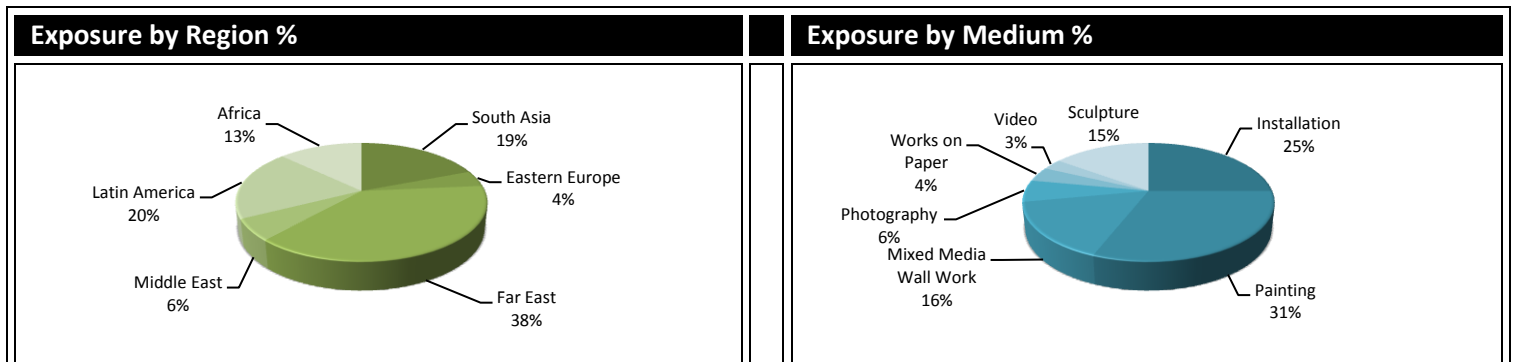 Exposure by Region %
Africa
13%
South Asia
19%
Eastern Europe
4%
Latin America
20%
Middle East
6%
Far East
38%
Exposure by Medium %
Video
3%
Sculpture
15%
Installation
25%
Works on
Paper
4%
Photography
6%
Mixed Media
Wall Work
16%
Painting
31%